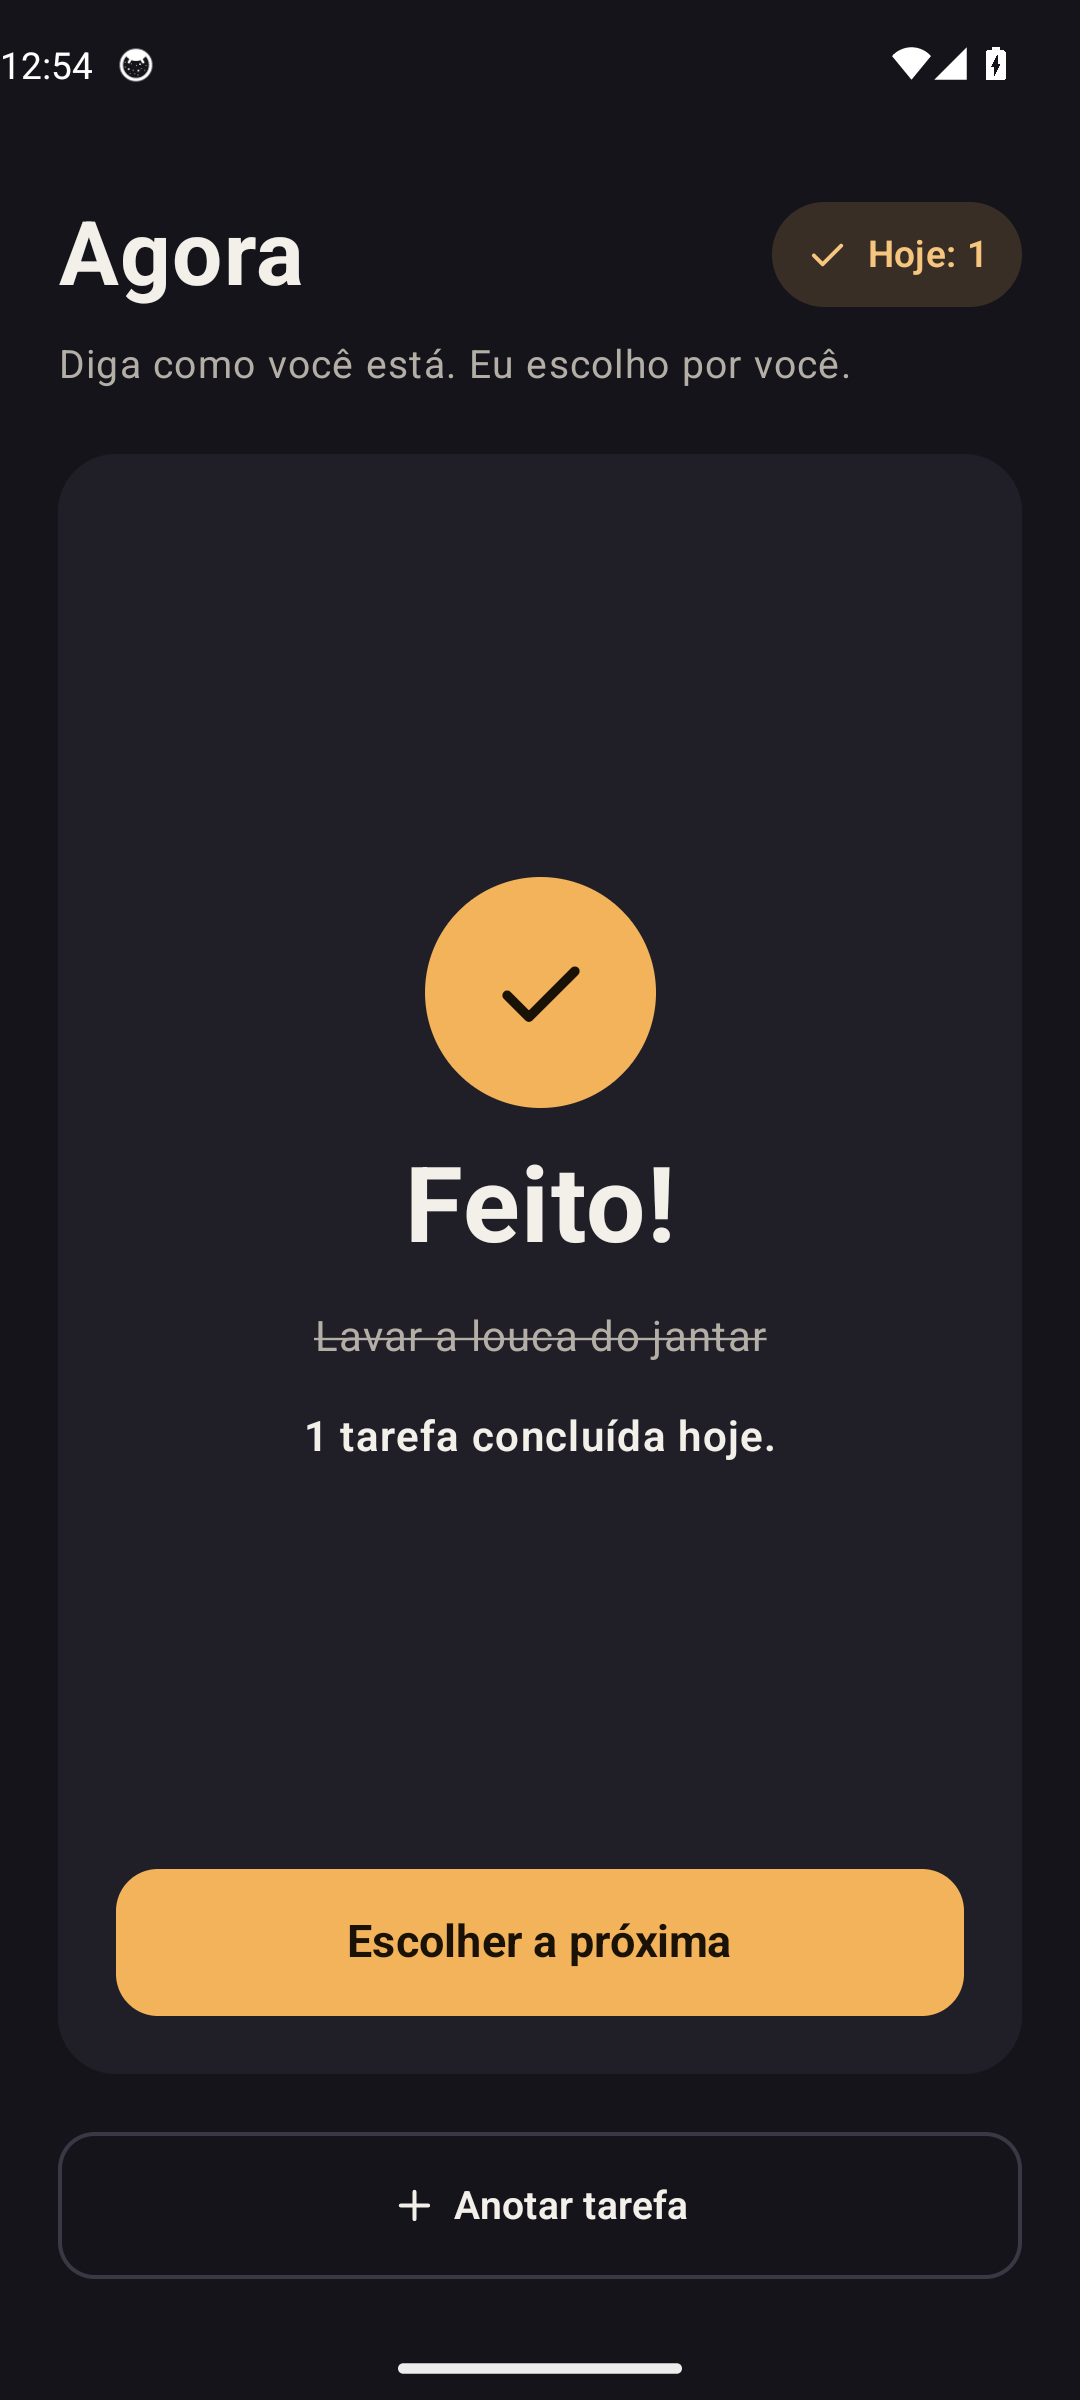 12:54
Agora
Hoje: 1
Diga como você está. Eu escolho por você.
Feito!
Lavar a louca do jantar
1 tarefa concluída hoje.
Escolher a próxima
Anotar tarefa